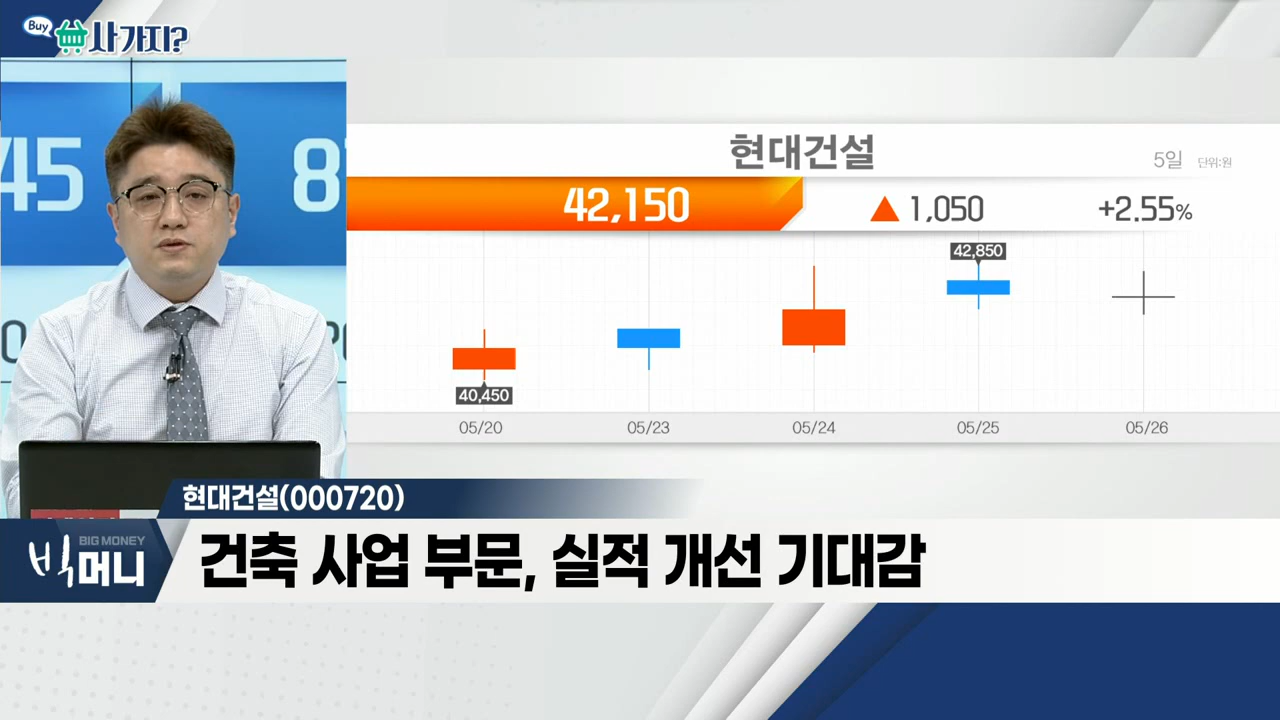 Buy
사가지?
45
8
현대건설
5일 단위:원
42,150 ▲ 1,050 +2.55%
42,850
40,450
05/20 05/23 05/24 05/25 05/26
현대건설(000720)
BIG MONEY
빅머니
건축 사업 부문, 실적 개선 기대감